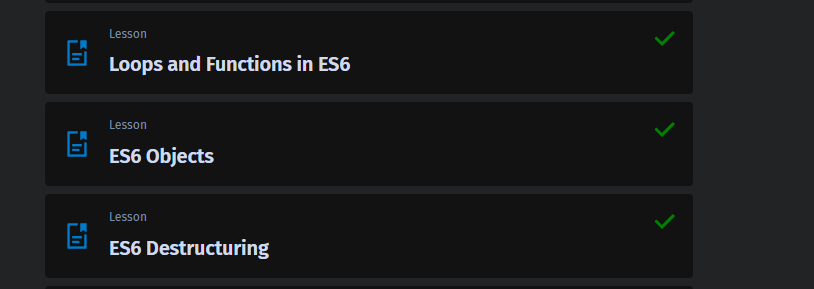 Lesson
Loops and Functions in ES6
Lesson
ES6 Objects
Lesson
ES6 Destructuring